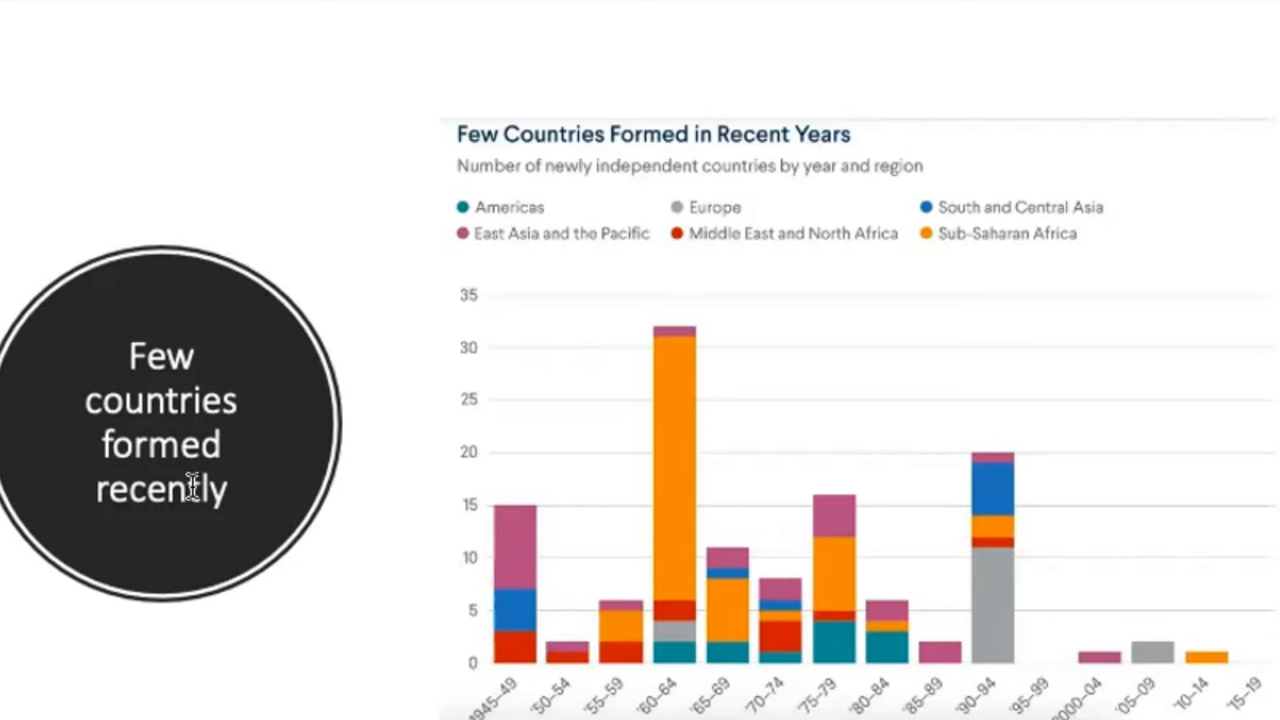 Few
countries
formed
recently
Few Countries Formed in Recent Years
Number of newly independent countries by year and region
Americas
Europe
South and Central Asia
East Asia and the Pacific
Middle East and North Africa
Sub-Saharan Africa
35
30
25
20
15
10
5
0
1945–49
'50–54
'55–59
'60–64
'65–69
'70–74
'75–79
'80–84
'85–89
'90–94
'95–99
2000–04
'05–09
'10–14
'15–19